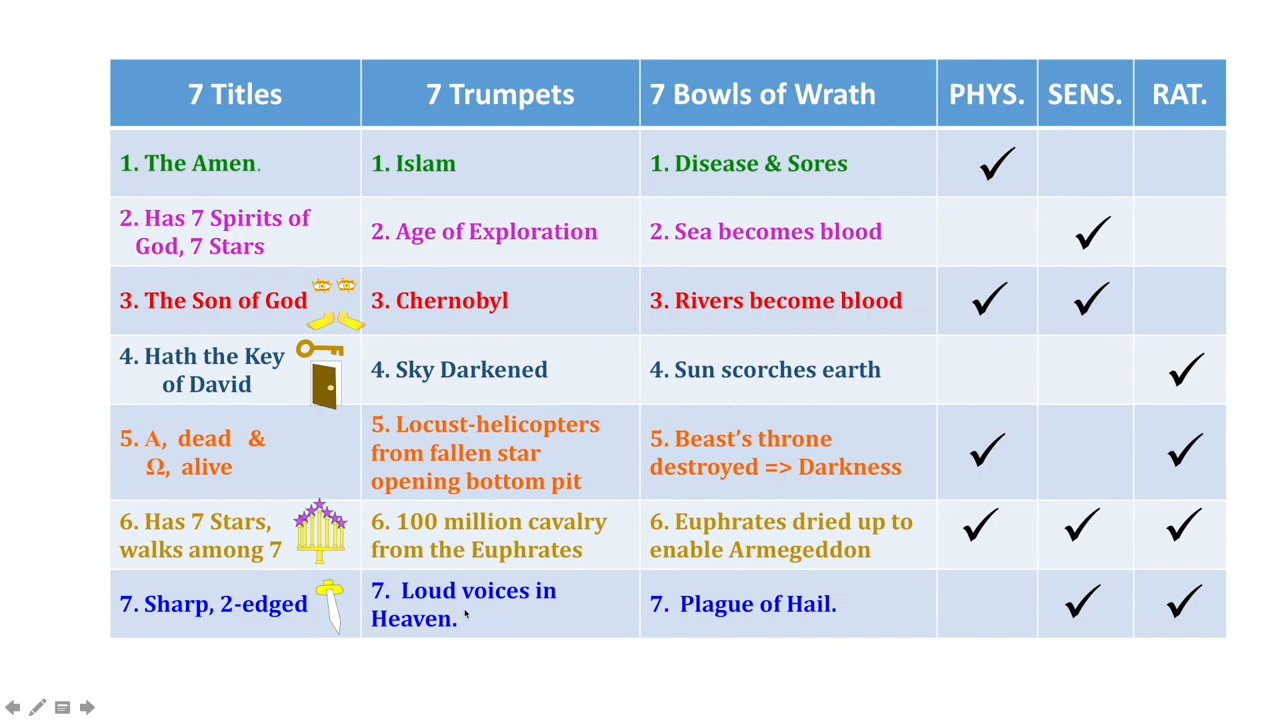 7 Titles
7 Trumpets
7 Bowls of Wrath
PHYS.
SENS.
RAT.
1. The Amen.
1. Islam
1. Disease & Sores
2. Has 7 Spirits of
God, 7 Stars
2. Age of Exploration
2. Sea becomes blood
3. The Son of God
3. Chernobyl
3. Rivers become blood
4. Hath the Key
of David
4. Sky Darkened
4. Sun scorches earth
5. Α, dead &
Ω, alive
5. Locust-helicopters
from fallen star
opening bottom pit
5. Beast's throne
destroyed => Darkness
6. Has 7 Stars,
walks among 7
6. 100 million cavalry
from the Euphrates
6. Euphrates dried up to
enable Armegeddon
7. Sharp, 2-edged
7. Loud voices in
Heaven.
7. Plague of Hail.